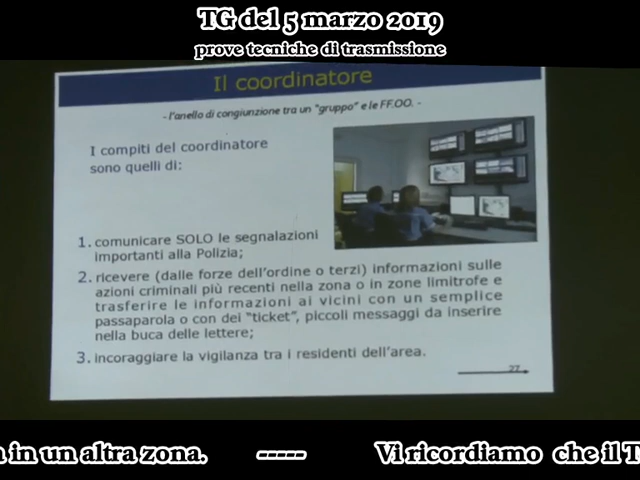 TG del 5 marzo 2019
prove tecniche di trasmissione
Il coordinatore
- l'anello di congiunzione tra un "gruppo" e le FF.OO. -
I compiti del coordinatore
sono quelli di:
1. comunicare SOLO le segnalazioni
importanti alla Polizia;
2. ricevere (dalle forze dell'ordine o terzi) informazioni sulle
azioni criminali più recenti nella zona o in zone limitrofe e
trasferire le informazioni ai vicini con un semplice
passaparola o con dei "ticket", piccoli messaggi da inserire
nella buca delle lettere;
3. incoraggiare la vigilanza tra i residenti dell'area.
27
a in un altra zona. ----- Vi ricordiamo che il T